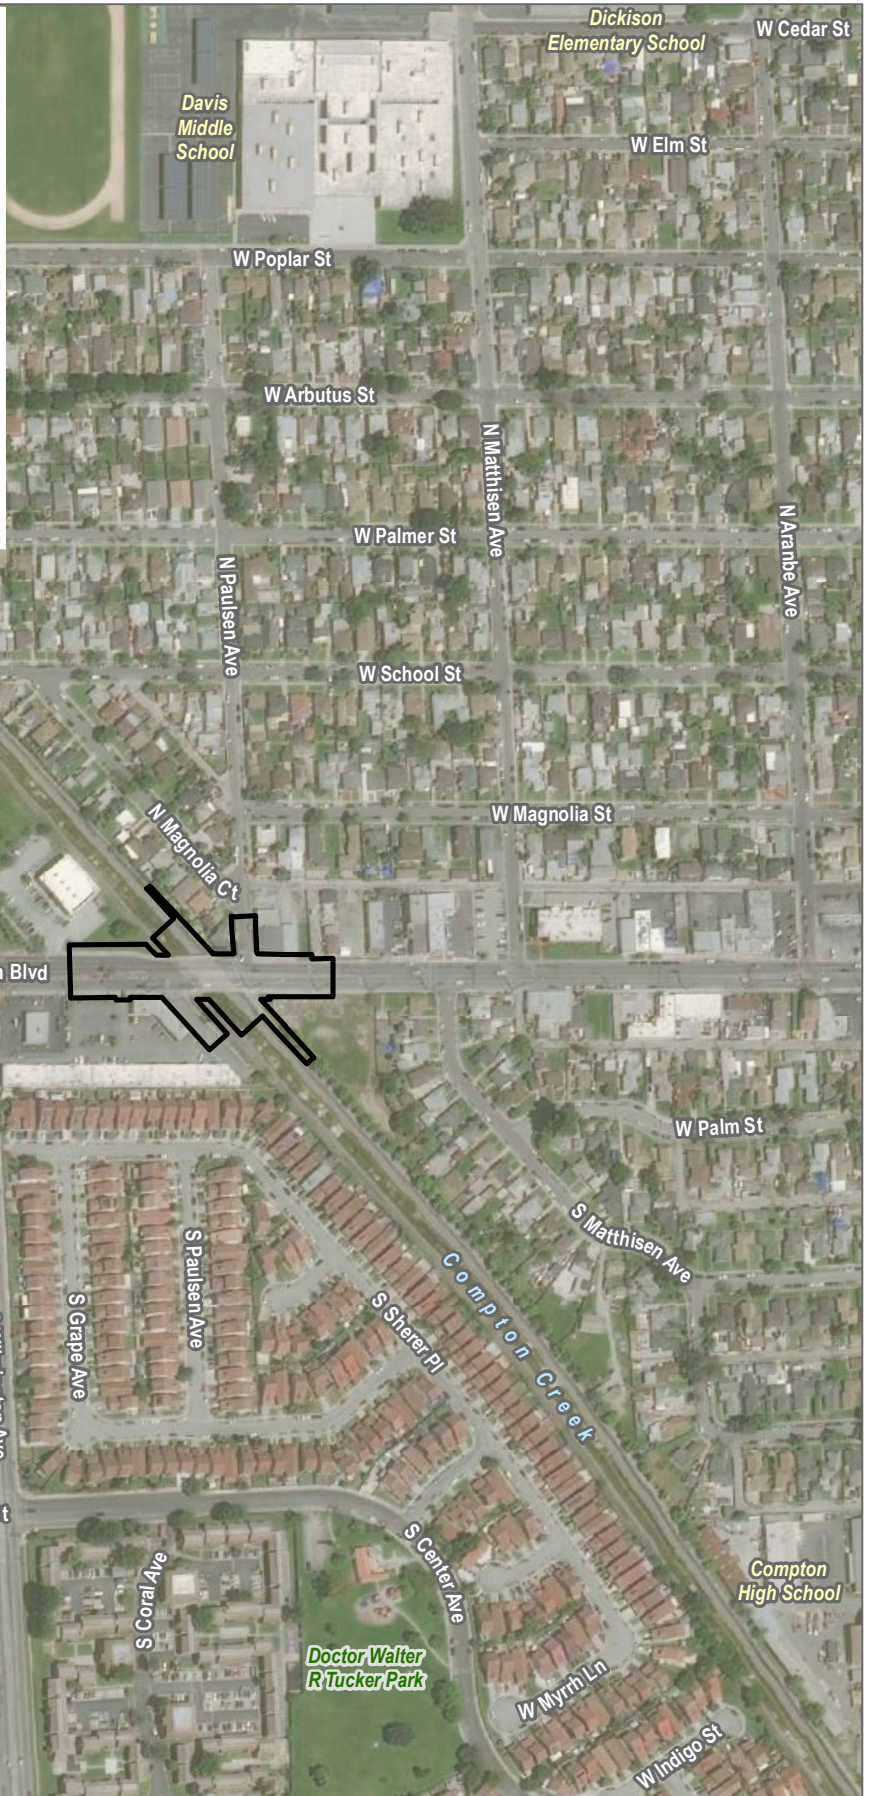 Dickison
Elementary School
W Cedar St
Davis
Middle
School
W Elm St
W Poplar St
W Arbutus St
N Matthisen Ave
N Aranbe Ave
W Palmer St
N Paulsen Ave
W School St
W Magnolia St
N Magnolia Ct
Blvd
W Palm St
S Matthisen Ave
Compton Creek
S Paulsen Ave
S Grape Ave
S Sherer Pl
S Center Ave
S Coral Ave
Compton
High School
Doctor Walter
R Tucker Park
W Myrrh Ln
W Indigo St